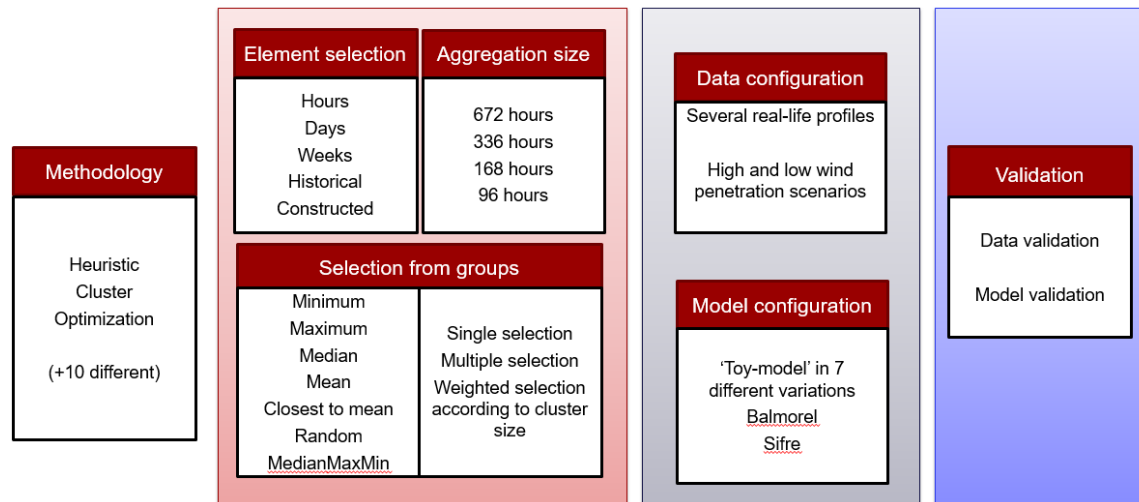 Methodology
Heuristic
Cluster
Optimization
(+10 different)
Element selection
Hours
Days
Weeks
Historical
Constructed
Aggregation size
672 hours
336 hours
168 hours
96 hours
Selection from groups
Minimum
Maximum
Median
Mean
Closest to mean
Random
MedianMaxMin
Single selection
Multiple selection
Weighted selection
according to cluster
size
Data configuration
Several real-life profiles
High and low wind
penetration scenarios
Model configuration
‘Toy-model’ in 7
different variations
Balmorel
Sifre
Validation
Data validation
Model validation